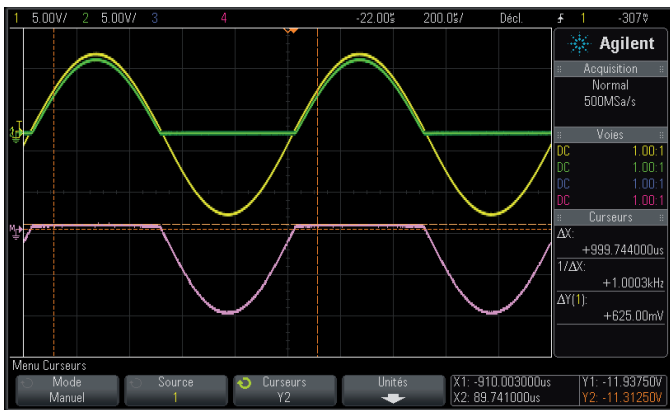 1 5.00V/ 2 5.00V/ 3 4 -22.00% 200.0%/ Décl. 1 -307
Agilent
Acquisition
Normal
500MSa/s
Voies
DC 1.00:1
DC 1.00:1
DC 1.00:1
DC 1.00:1
Curseurs
ΔX:
+999.744000us
1/ΔX:
+1.0003kHz
ΔY(1):
+625.00mV
Menu Curseurs
Mode
Manuel
Source
1
Curseurs
Y2
Unités
X1: -910.003000us
X2: 89.741000us
Y1: -11.93750V
Y2: -11.31250V